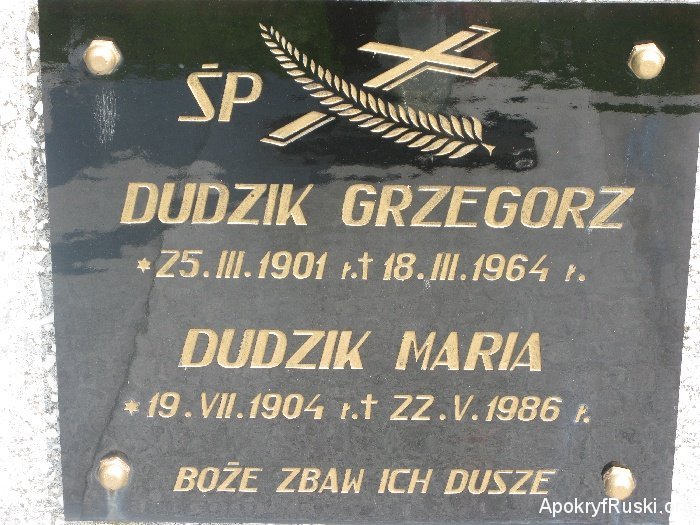 ŚP
DUDZIK GRZEGORZ
*25.III.1901 r.† 18.III.1964 r.
DUDZIK MARIA
*19.VII.1904 r.† 22.V.1986 r.
BOŻE ZBAW ICH DUSZE